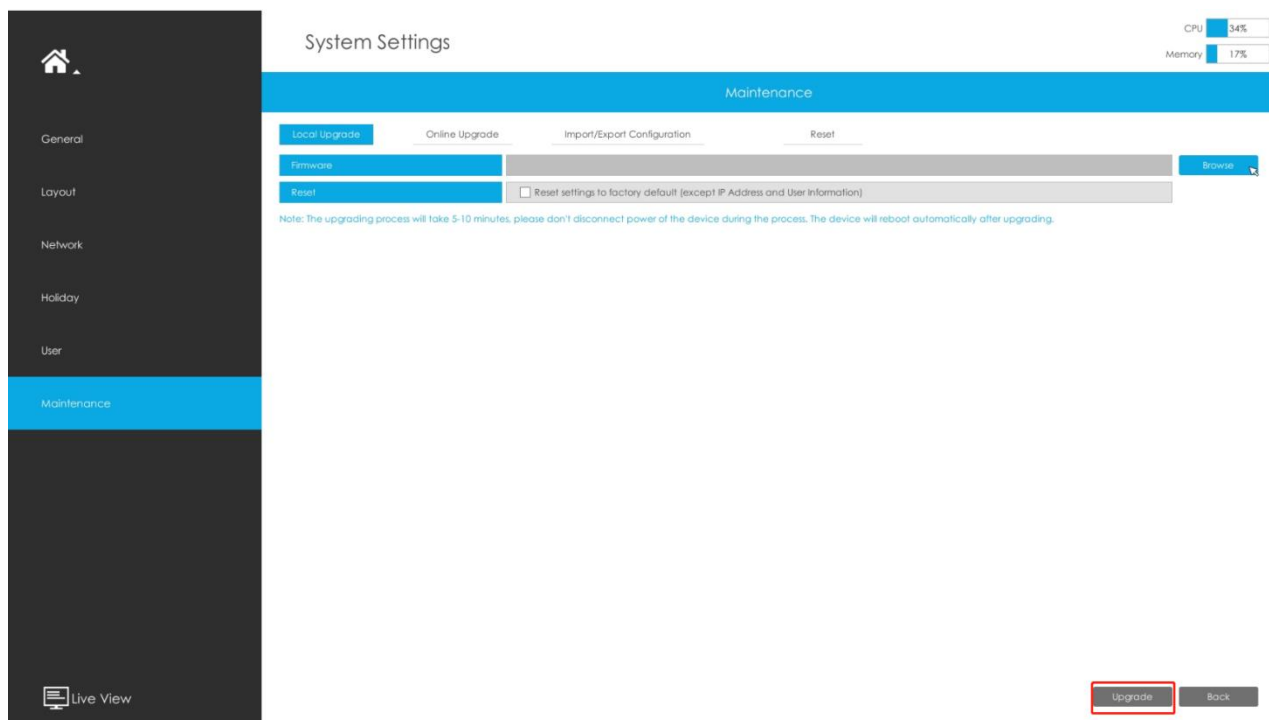 System Settings
CPU 34%
Memory 17%
Maintenance
General
Layout
Network
Holiday
User
Maintenance
Live View
Local Upgrade Online Upgrade Import/Export Configuration Reset
Firmware Browse
Reset Reset settings to factory default (except IP Address and User Information)
Note: The upgrading process will take 5-10 minutes, please don't disconnect power of the device during the process. The device will reboot automatically after upgrading.
Upgrade Back